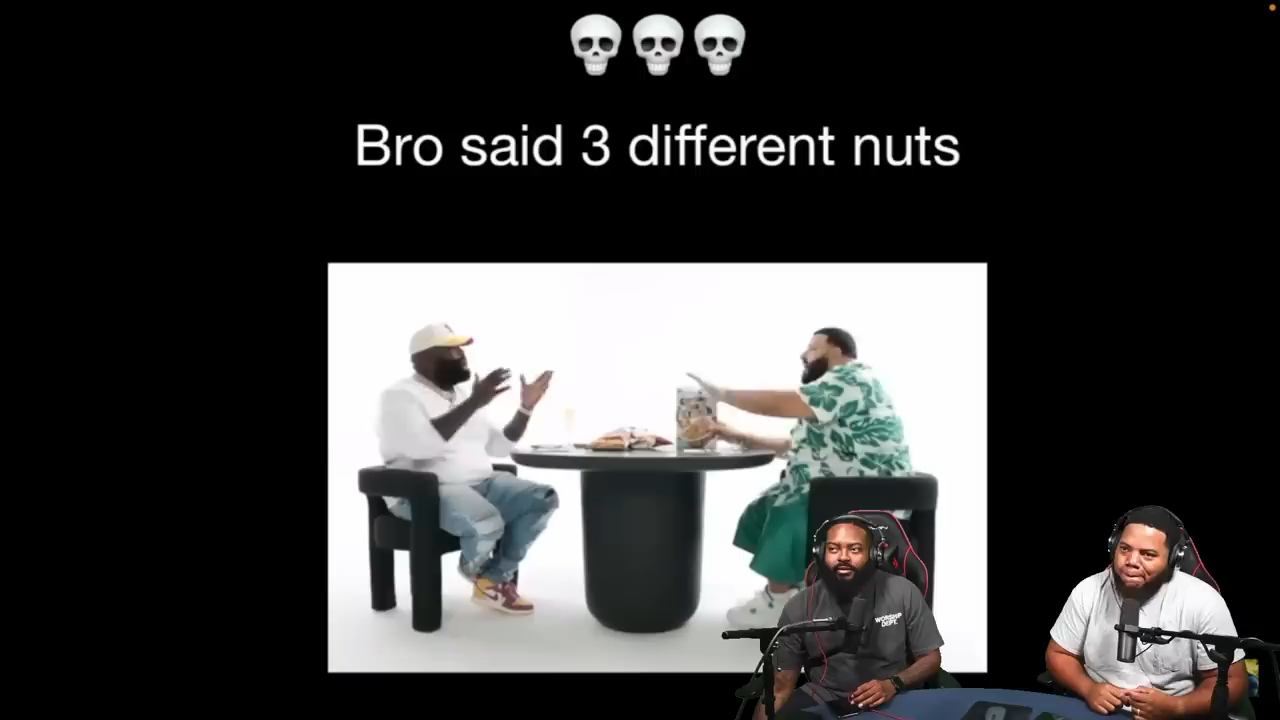 💀💀💀
Bro said 3 different nuts
WORSHIP
DEPT.